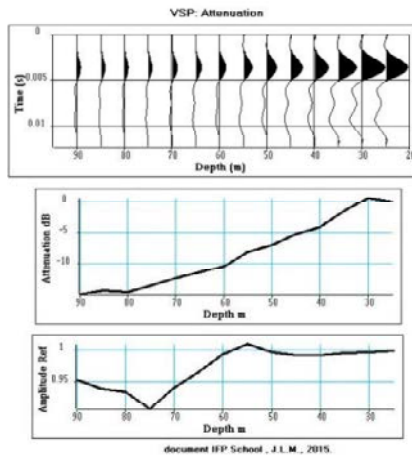 VSP: Attenuation
0
0.005
0.01
Time (s)
90 80 70 60 50 40 30 20
Depth (m)
0
-5
-10
Attenuation dB
90 80 70 60 50 40 30
Depth m
1
0.95
Amplitude Ref
90 80 70 60 50 40 30
Depth m
document IFP School , J.L.M., 2015.